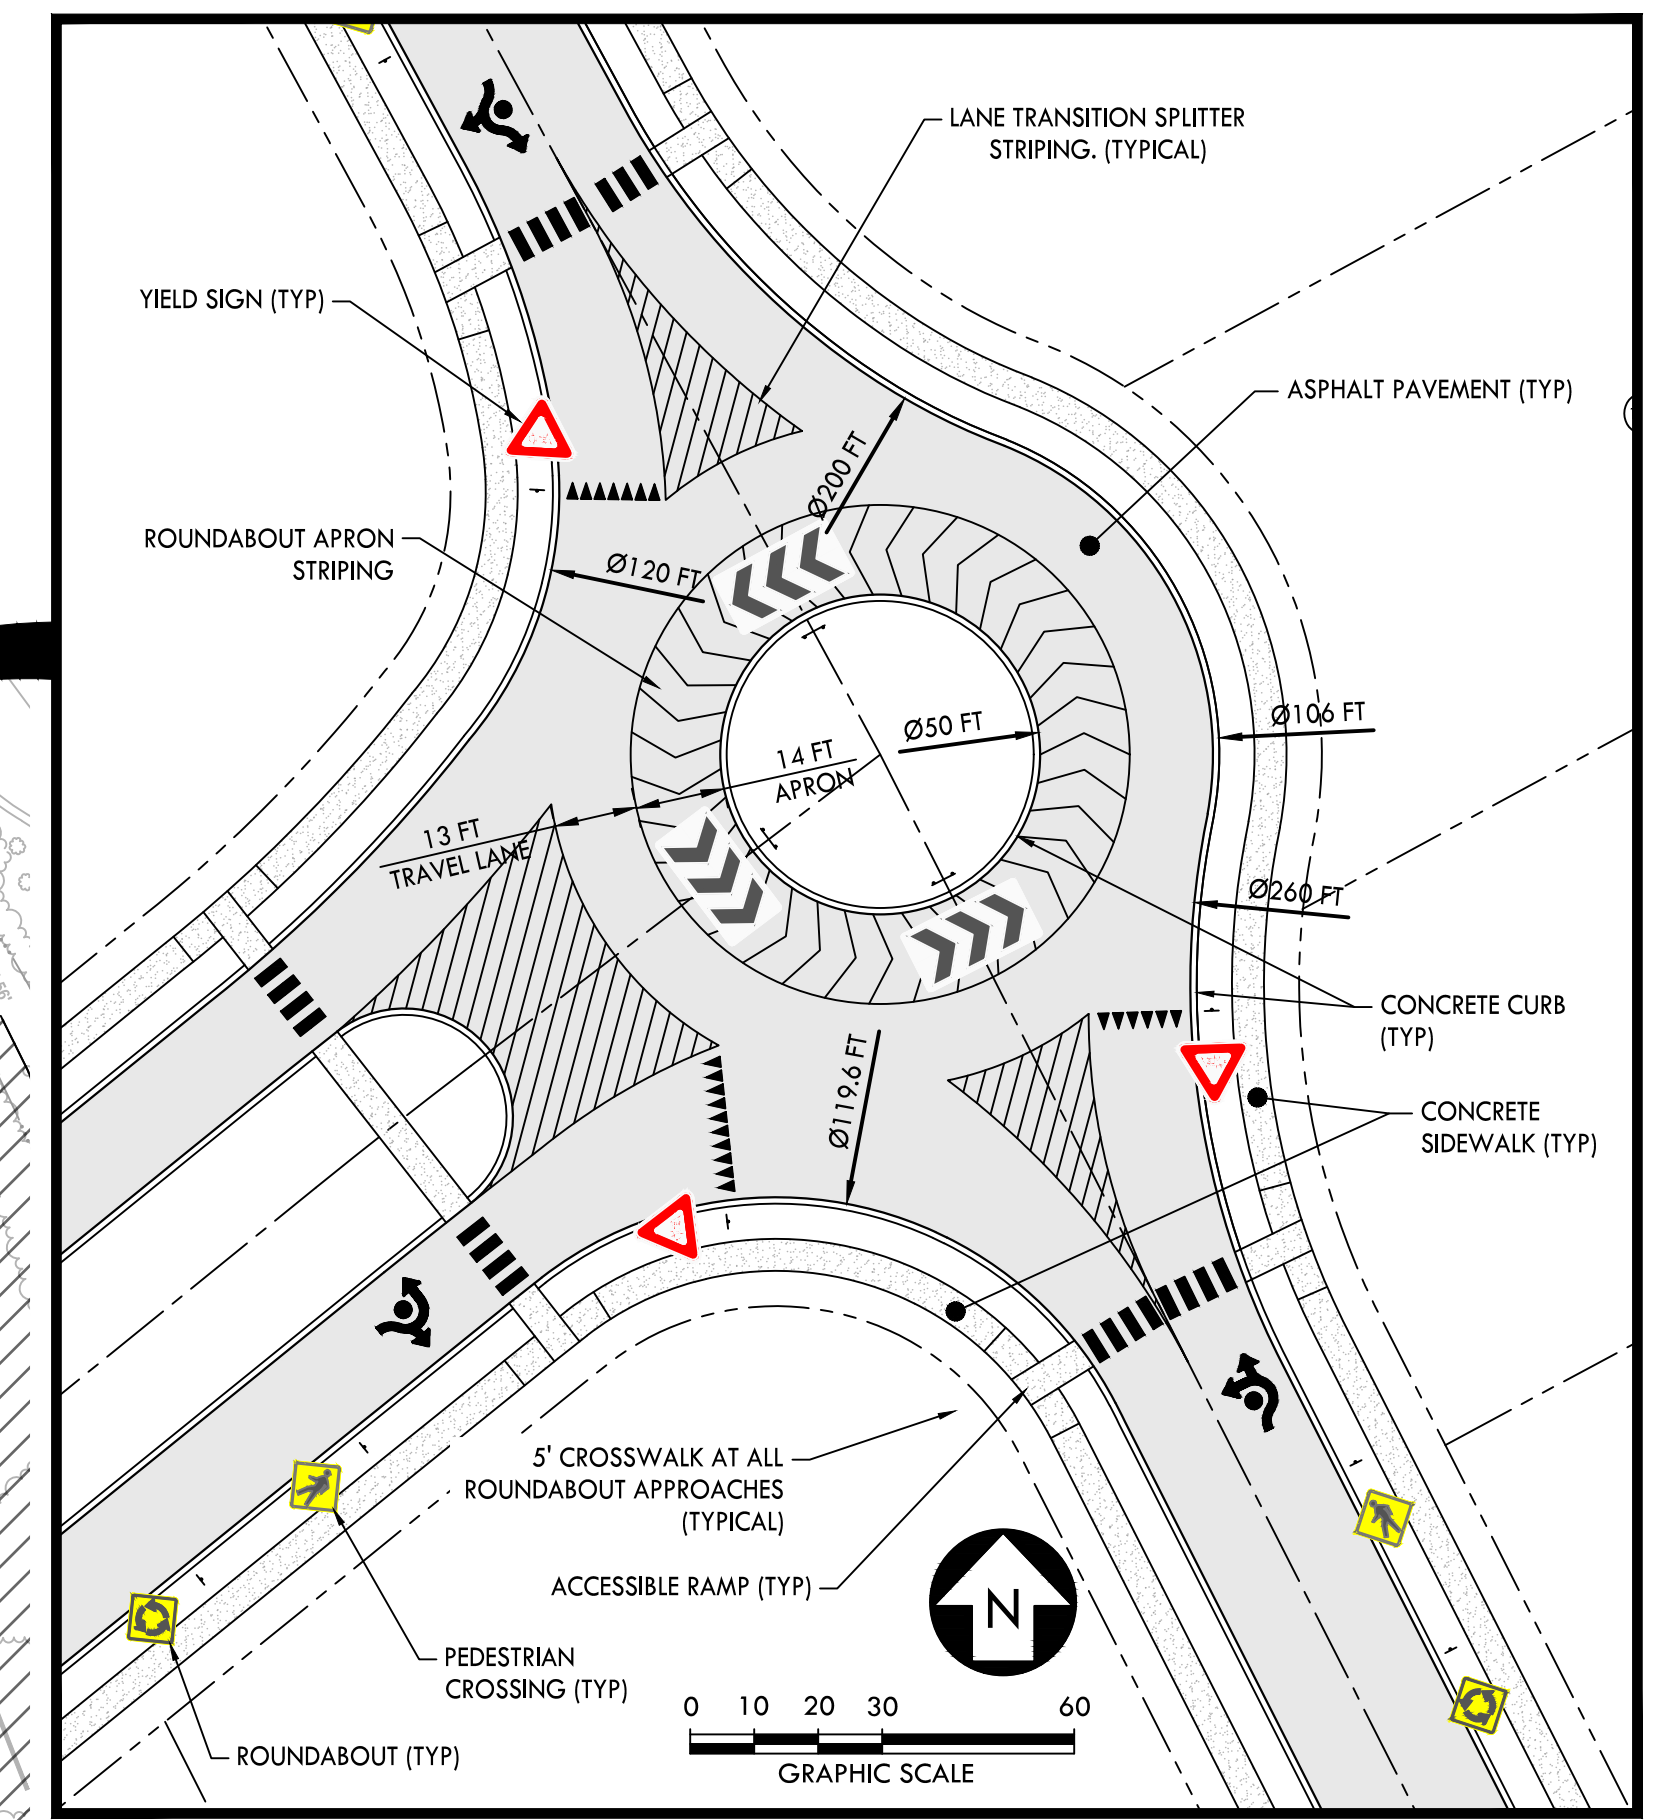 LANE TRANSITION SPLITTER
STRIPING. (TYPICAL)
YIELD SIGN (TYP)
ASPHALT PAVEMENT (TYP)
Ø200 FT
ROUNDABOUT APRON
STRIPING
Ø120 FT
Ø106 FT
Ø50 FT
14 FT
APRON
13 FT
TRAVEL LANE
Ø260 FT
CONCRETE CURB
(TYP)
Ø119.6 FT
CONCRETE
SIDEWALK (TYP)
5' CROSSWALK AT ALL
ROUNDABOUT APPROACHES
(TYPICAL)
ACCESSIBLE RAMP (TYP)
N
PEDESTRIAN
CROSSING (TYP)
0 10 20 30 60
GRAPHIC SCALE
ROUNDABOUT (TYP)